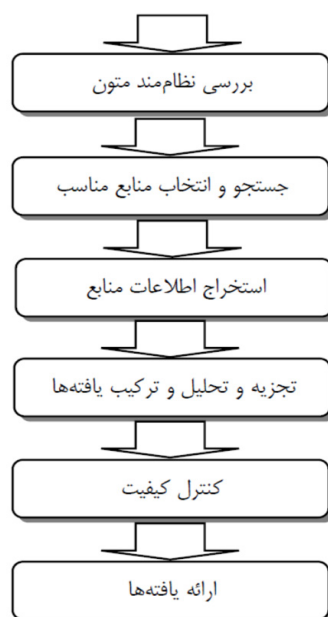 بررسی نظام‌مند متون
جستجو و انتخاب منابع مناسب
استخراج اطلاعات منابع
تجزیه و تحلیل و ترکیب یافته‌ها
کنترل کیفیت
ارائه یافته‌ها